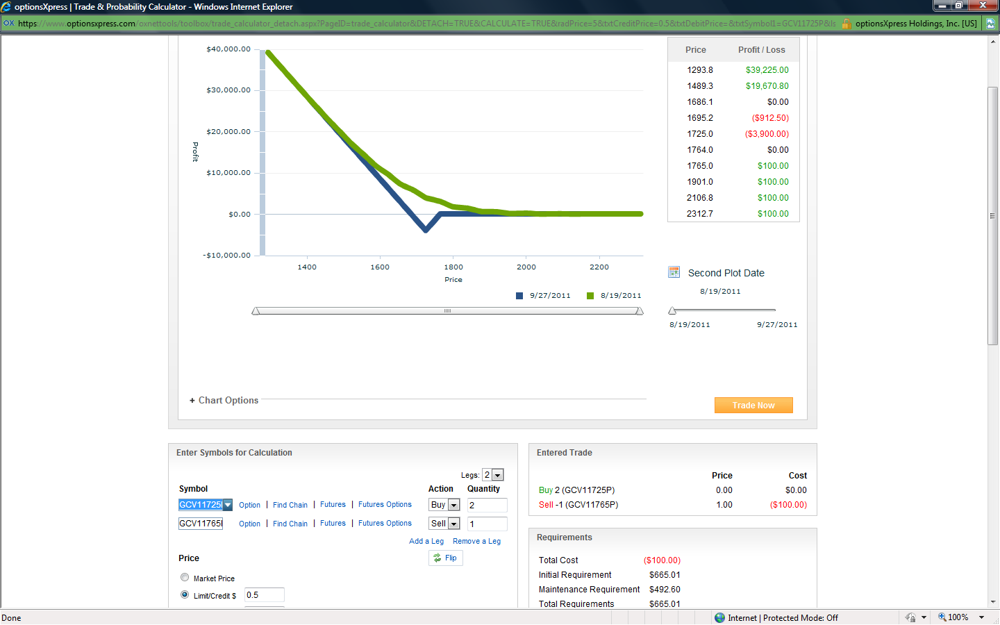 optionsXpress | Trade & Probability Calculator - Windows Internet Explorer
OX https://www.optionsxpress.com/oxnettools/toolbox/trade_calculator_detach.aspx?PageID=trade_calculator&DETACH=TRUE&CALCULATE=TRUE&radPrice=5&txtCreditPrice=0.5&txtDebitPrice=&txtSymbol1=GCV11725P&ls optionsXpress Holdings, Inc. [US]
Profit
$40,000.00
$30,000.00
$20,000.00
$10,000.00
$0.00
-$10,000.00
1400 1600 1800 2000 2200
Price
9/27/2011 8/19/2011
Price Profit / Loss
1293.8 $39,225.00
1489.3 $19,670.80
1686.1 $0.00
1695.2 ($912.50)
1725.0 ($3,900.00)
1764.0 $0.00
1765.0 $100.00
1901.0 $100.00
2106.8 $100.00
2312.7 $100.00
Second Plot Date
8/19/2011
8/19/2011 9/27/2011
+ Chart Options
Trade Now
Enter Symbols for Calculation
Legs: 2
Symbol Action Quantity
GCV11725 Option | Find Chain | Futures | Futures Options Buy 2
GCV11765 Option | Find Chain | Futures | Futures Options Sell 1
Add a Leg Remove a Leg
Price Flip
Market Price
Limit/Credit $ 0.5
Entered Trade
Price Cost
Buy 2 (GCV11725P) 0.00 $0.00
Sell -1 (GCV11765P) 1.00 ($100.00)
Requirements
Total Cost ($100.00)
Initial Requirement $665.01
Maintenance Requirement $492.60
Total Requirements $665.01
Done Internet | Protected Mode: Off 100%